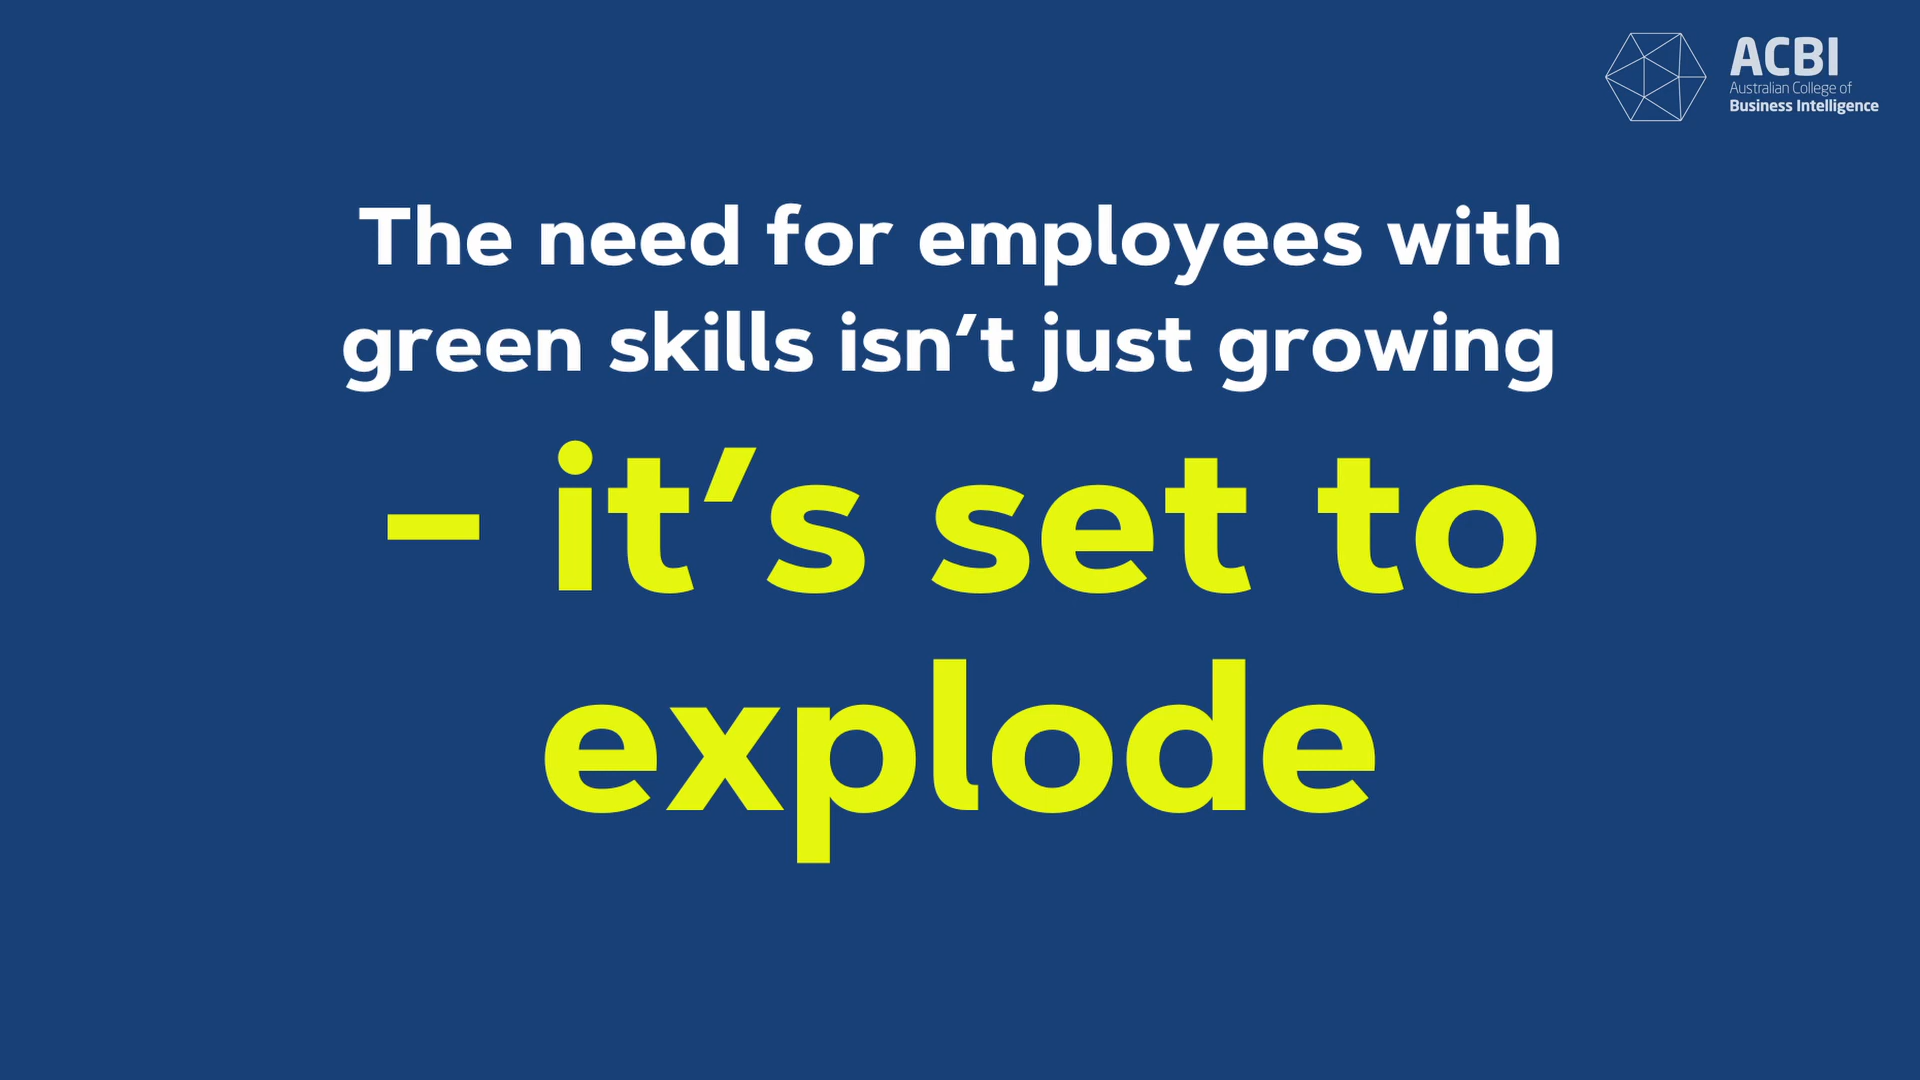 ACBI
Australian College of
Business Intelligence
The need for employees with
green skills isn’t just growing
– it’s set to
explode